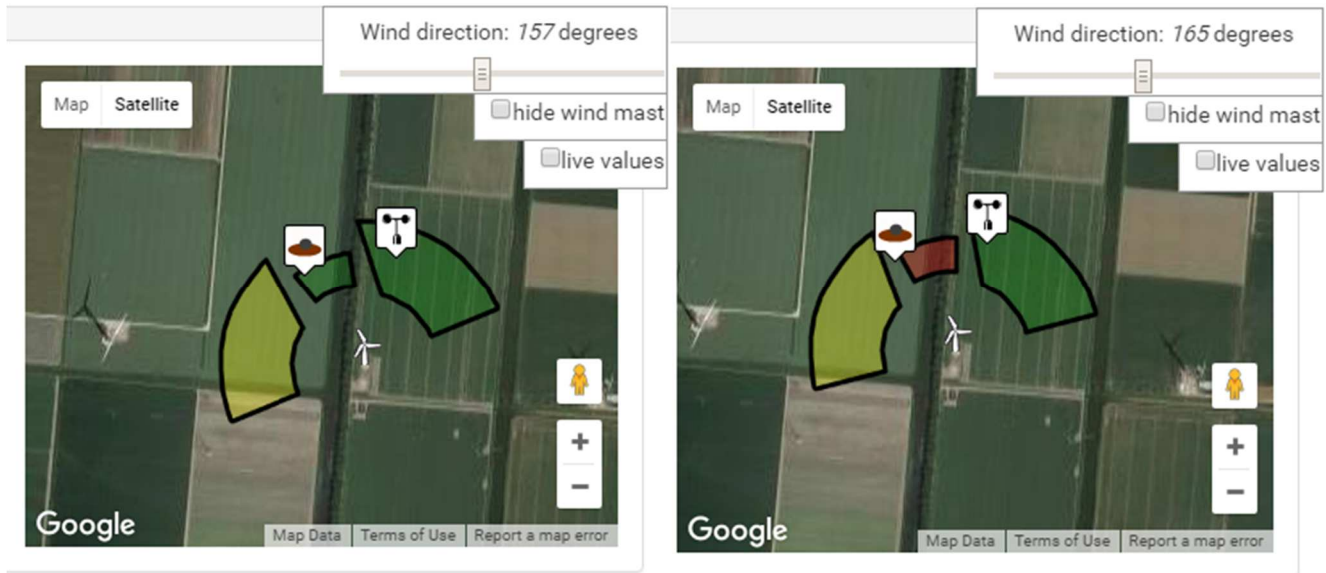 Wind direction: 157 degrees
Map Satellite
hide wind mast
live values
Google
Map Data Terms of Use Report a map error
Wind direction: 165 degrees
Map Satellite
hide wind mast
live values
Google
Map Data Terms of Use Report a map error